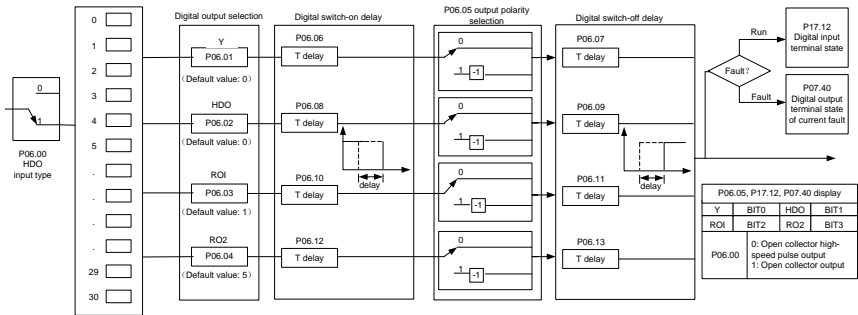 Digital output selection
Digital switch-on delay
P06.05 output polarity
selection
Digital switch-off delay
0
1
2
3
4
5
.
.
.
.
29
30
0
1
P06.00
HDO
input type
Y
P06.01
(Default value: 0)
HDO
P06.02
(Default value: 0)
ROI
P06.03
(Default value: 1)
RO2
P06.04
(Default value: 5)
P06.06
T delay
P06.08
T delay
delay
P06.10
T delay
P06.12
T delay
0
1
-1
0
1
-1
0
1
-1
0
1
-1
P06.07
T delay
P06.09
T delay
delay
P06.11
T delay
P06.13
T delay
Run
Fault?
Fault
P17.12
Digital input
terminal state
P07.40
Digital output
terminal state
of current fault
P06.05, P17.12, P07.40 display
Y BIT0 HDO BIT1
ROI BIT2 RO2 BIT3
P06.00
0: Open collector high-
speed pulse output
1: Open collector output